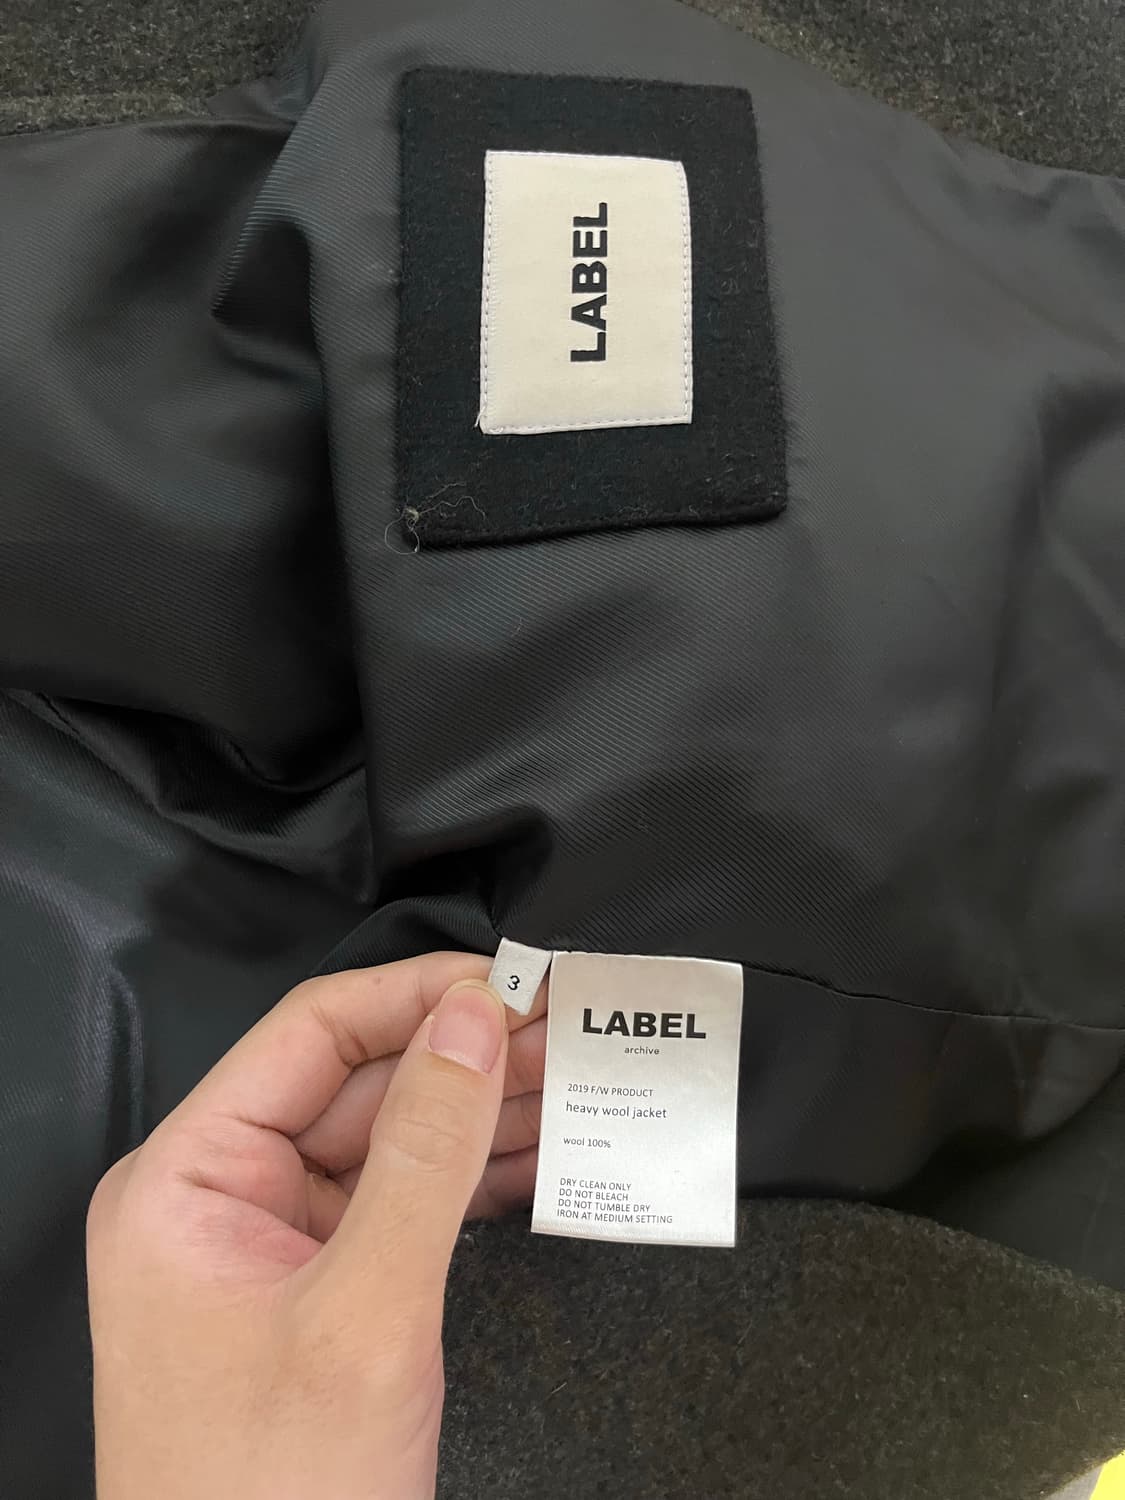 LABEL
3
LABEL
archive
2019 F/W PRODUCT
heavy wool jacket
wool 100%
DRY CLEAN ONLY
DO NOT BLEACH
DO NOT TUMBLE DRY
IRON AT MEDIUM SETTING